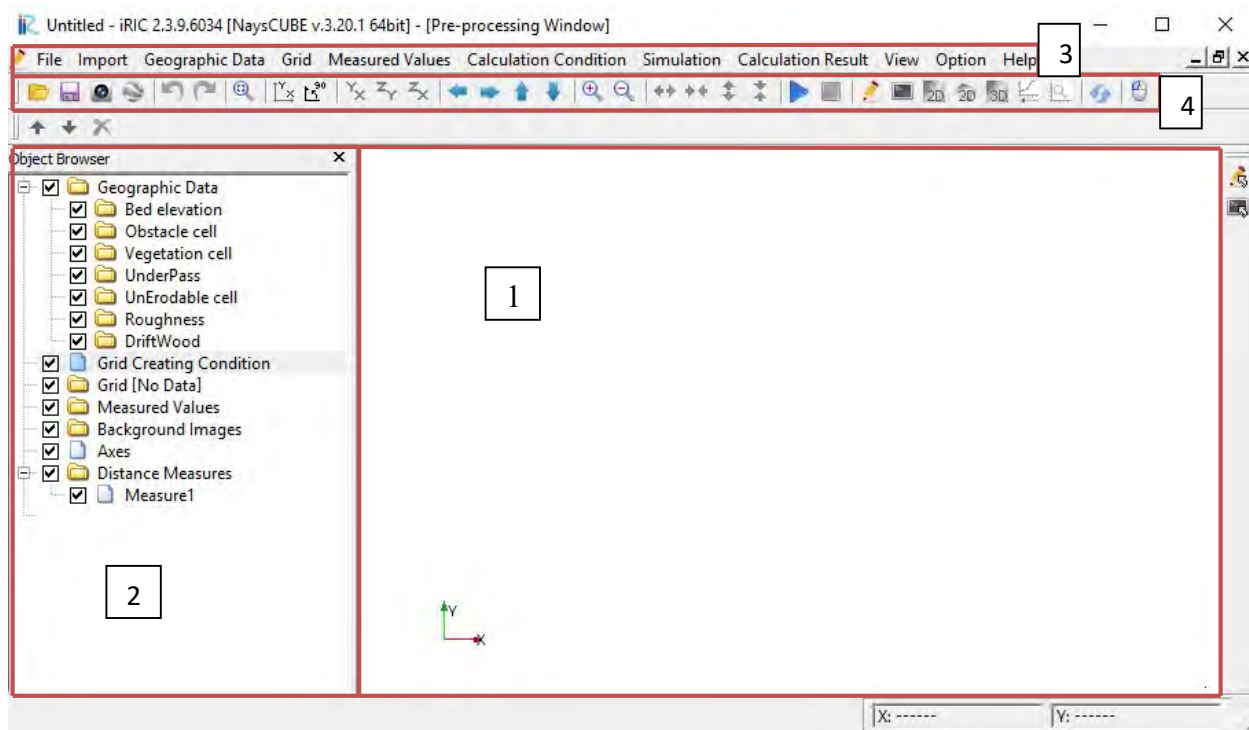 Untitled - iRIC 2.3.9.6034 [NaysCUBE v.3.20.1 64bit] - [Pre-processing Window]
File Import Geographic Data Grid Measured Values Calculation Condition Simulation Calculation Result View Option Help
3
4
Object Browser
Geographic Data
Bed elevation
Obstacle cell
Vegetation cell
UnderPass
UnErodable cell
Roughness
DriftWood
Grid Creating Condition
Grid [No Data]
Measured Values
Background Images
Axes
Distance Measures
Measure1
1
2
Y
X
X: ------ Y: ------